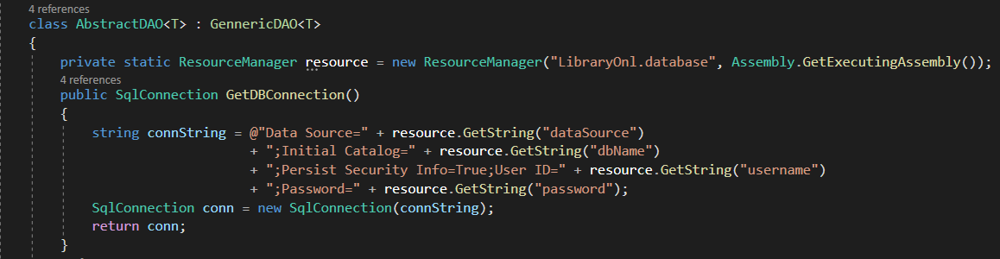 4 references
class AbstractDAO<T> : GennericDAO<T>
{
private static ResourceManager resource = new ResourceManager("LibraryOnl.database", Assembly.GetExecutingAssembly());
4 references
public SqlConnection GetDBConnection()
{
string connString = @"Data Source=" + resource.GetString("dataSource")
+ ";Initial Catalog=" + resource.GetString("dbName")
+ ";Persist Security Info=True;User ID=" + resource.GetString("username")
+ ";Password=" + resource.GetString("password");
SqlConnection conn = new SqlConnection(connString);
return conn;
}